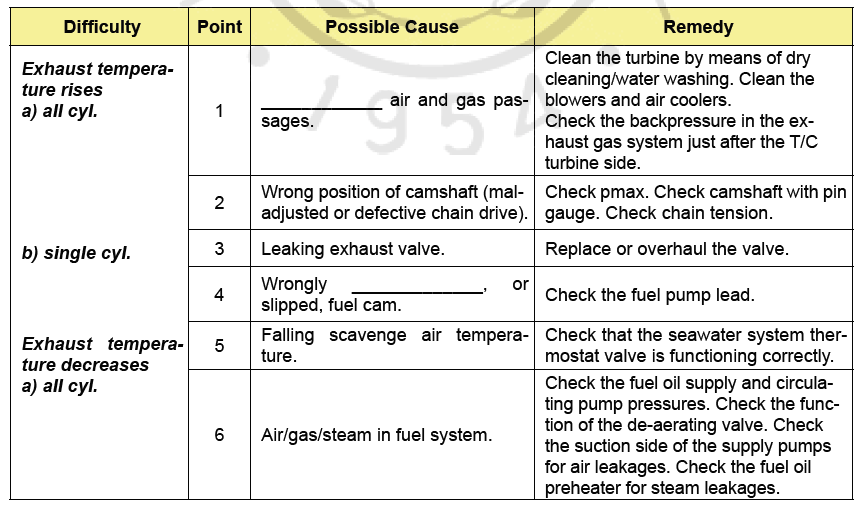 Difficulty Point Possible Cause Remedy
Exhaust tempera-
ture rises
a) all cyl.
1
____________ air and gas pas-
sages.
Clean the turbine by means of dry
cleaning/water washing. Clean the
blowers and air coolers.
Check the backpressure in the ex-
haust gas system just after the T/C
turbine side.
2
Wrong position of camshaft (mal-
adjusted or defective chain drive).
Check pmax. Check camshaft with pin
gauge. Check chain tension.
b) single cyl.
3
Leaking exhaust valve.
Replace or overhaul the valve.
4
Wrongly _____________, or
slipped, fuel cam.
Check the fuel pump lead.
Exhaust tempera-
ture decreases
a) all cyl.
5
Falling scavenge air tempera-
ture.
Check that the seawater system ther-
mostat valve is functioning correctly.
6
Air/gas/steam in fuel system.
Check the fuel oil supply and circula-
ting pump pressures. Check the func-
tion of the de-aerating valve. Check
the suction side of the supply pumps
for air leakages. Check the fuel oil
preheater for steam leakages.
1954